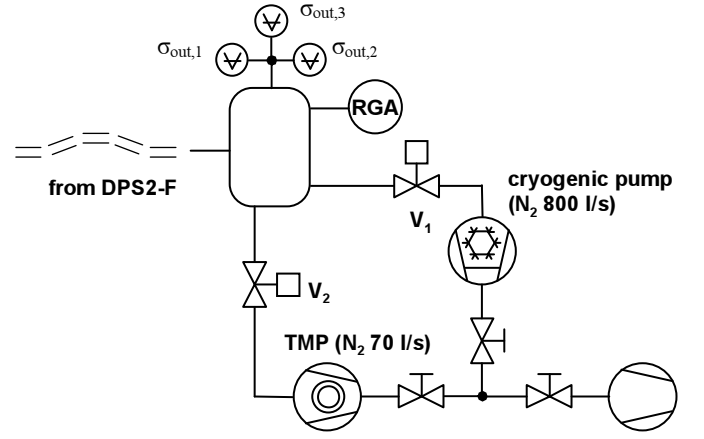 σout,3
σout,1
σout,2
RGA
from DPS2-F
cryogenic pump
(N2 800 l/s)
V1
V2
TMP (N2 70 l/s)